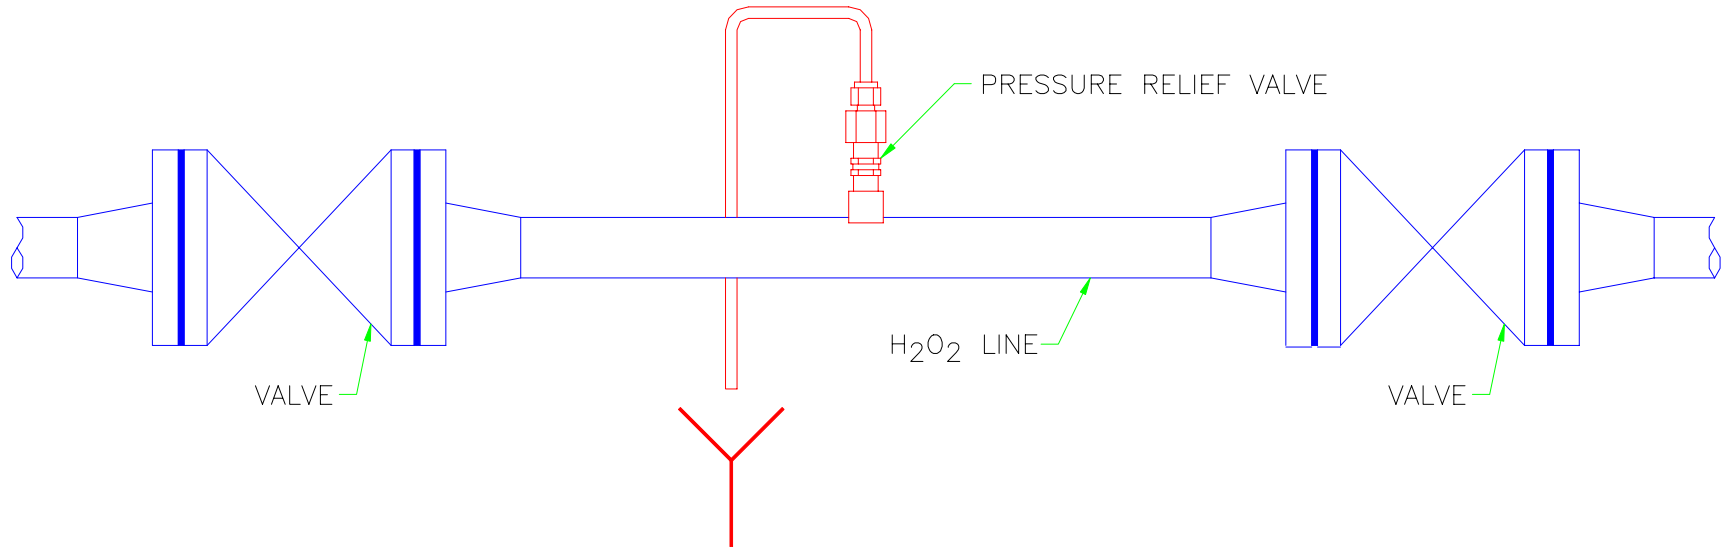 PRESSURE RELIEF VALVE
H₂O₂ LINE
VALVE
VALVE